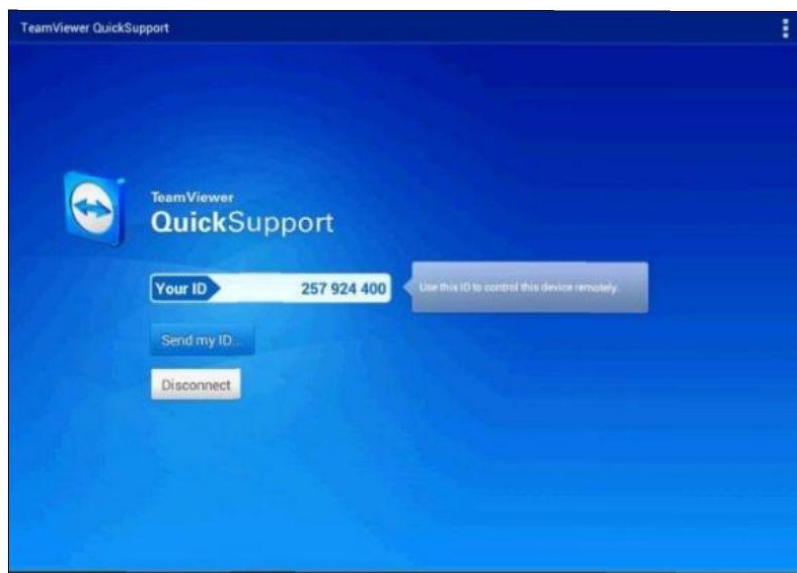 TeamViewer QuickSupport
TeamViewer
QuickSupport
Your ID 257 924 400
Use this ID to control this device remotely.
Send my ID...
Disconnect